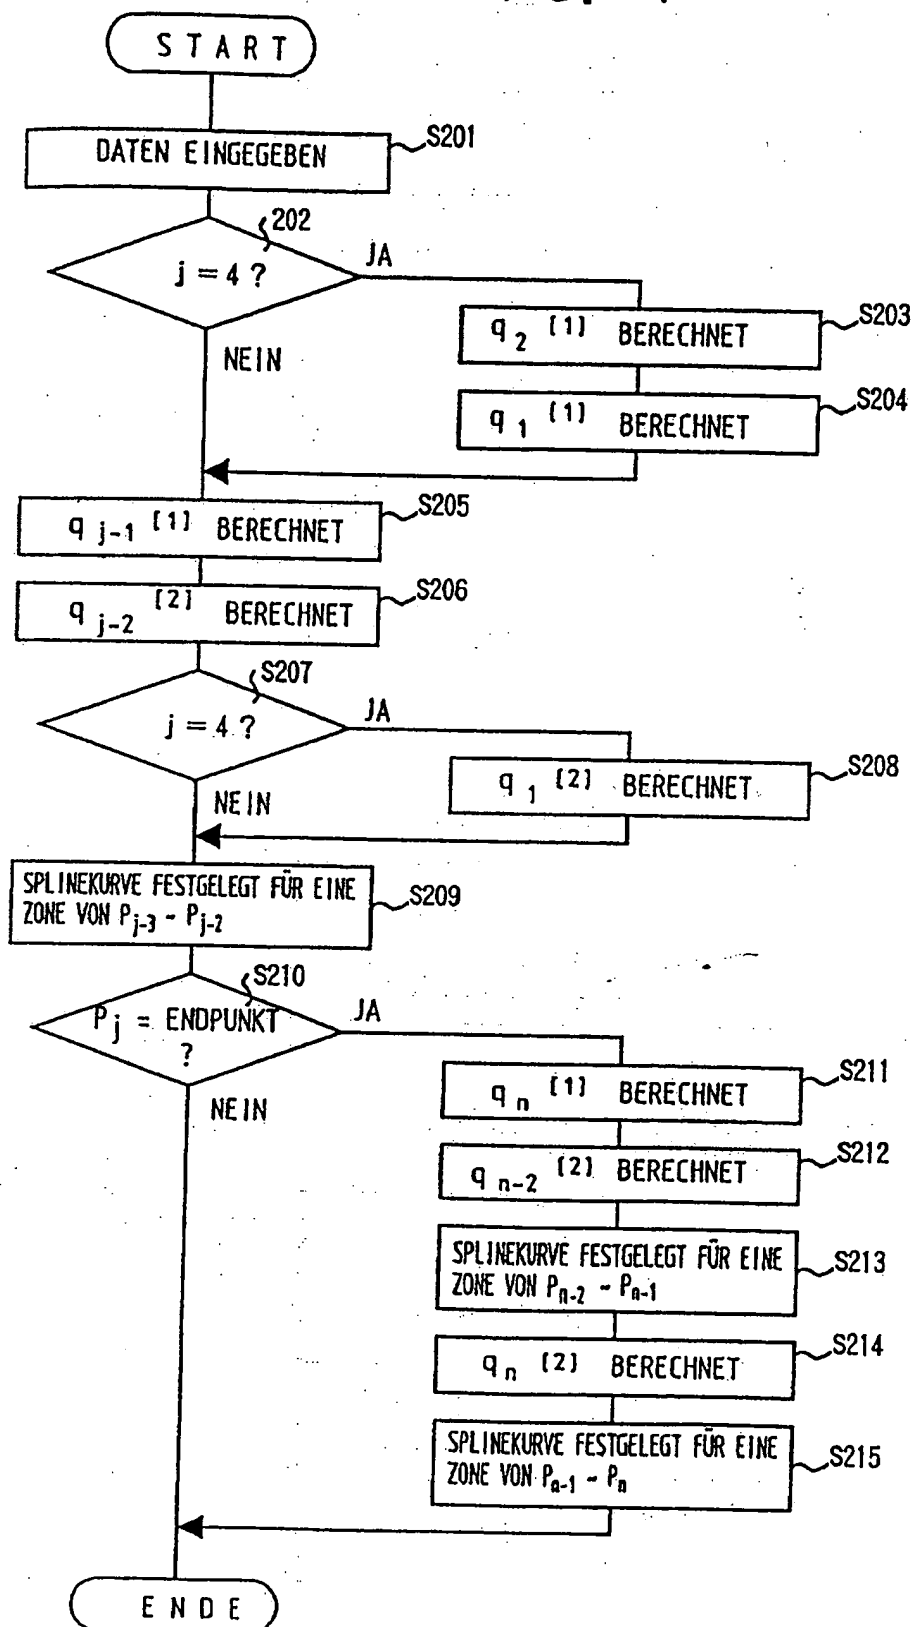 START
DATEN EINGEGEBEN
S201
202
j = 4 ?
JA
NEIN
q 2 [1] BERECHNET
S203
q 1 [1] BERECHNET
S204
q j-1 [1] BERECHNET
S205
q j-2 [2] BERECHNET
S206
S207
j = 4 ?
JA
NEIN
q 1 [2] BERECHNET
S208
SPLINEKURVE FESTGELEGT FÜR EINE
ZONE VON Pj-3 ~ Pj-2
S209
S210
Pj = ENDPUNKT
?
JA
NEIN
q n [1] BERECHNET
S211
q n-2 [2] BERECHNET
S212
SPLINEKURVE FESTGELEGT FÜR EINE
ZONE VON Pn-2 ~ Pn-1
S213
q n [2] BERECHNET
S214
SPLINEKURVE FESTGELEGT FÜR EINE
ZONE VON Pn-1 ~ Pn
S215
ENDE